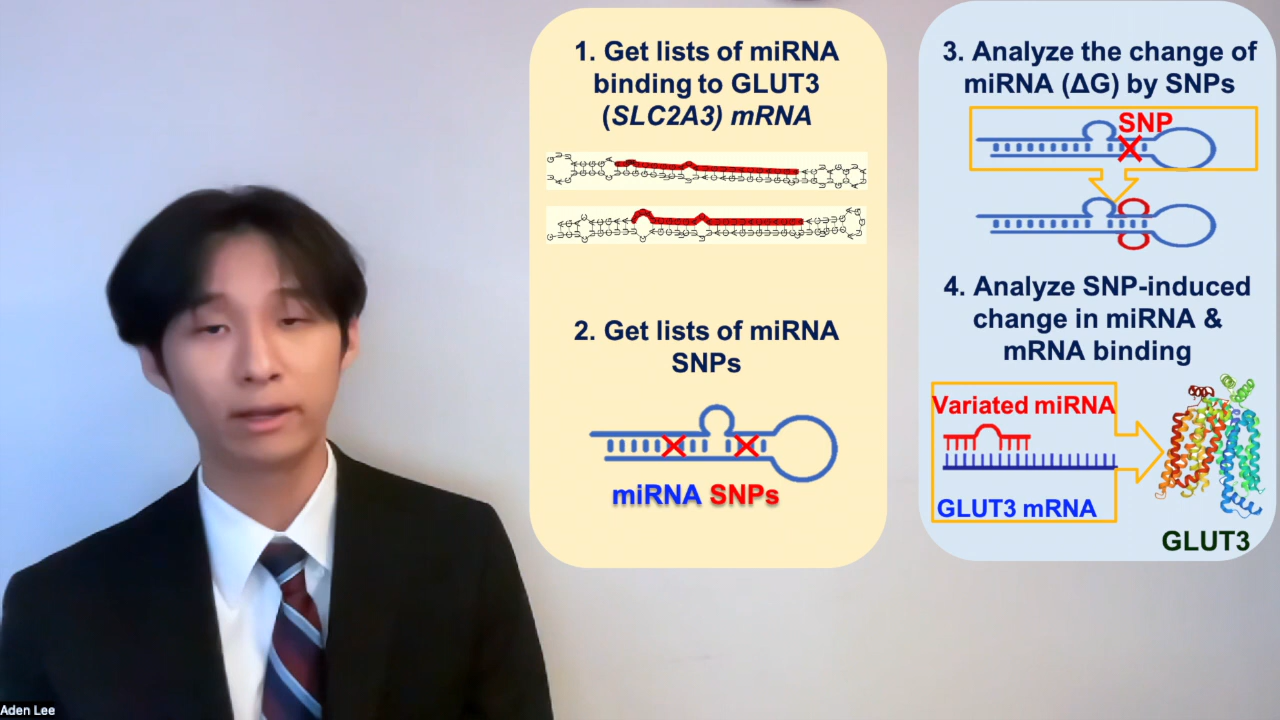 1. Get lists of miRNA
binding to GLUT3
(SLC2A3) mRNA
2. Get lists of miRNA
SNPs
miRNA SNPs
3. Analyze the change of
miRNA (ΔG) by SNPs
SNP
4. Analyze SNP-induced
change in miRNA &
mRNA binding
Variated miRNA
GLUT3 mRNA
GLUT3
Aden Lee